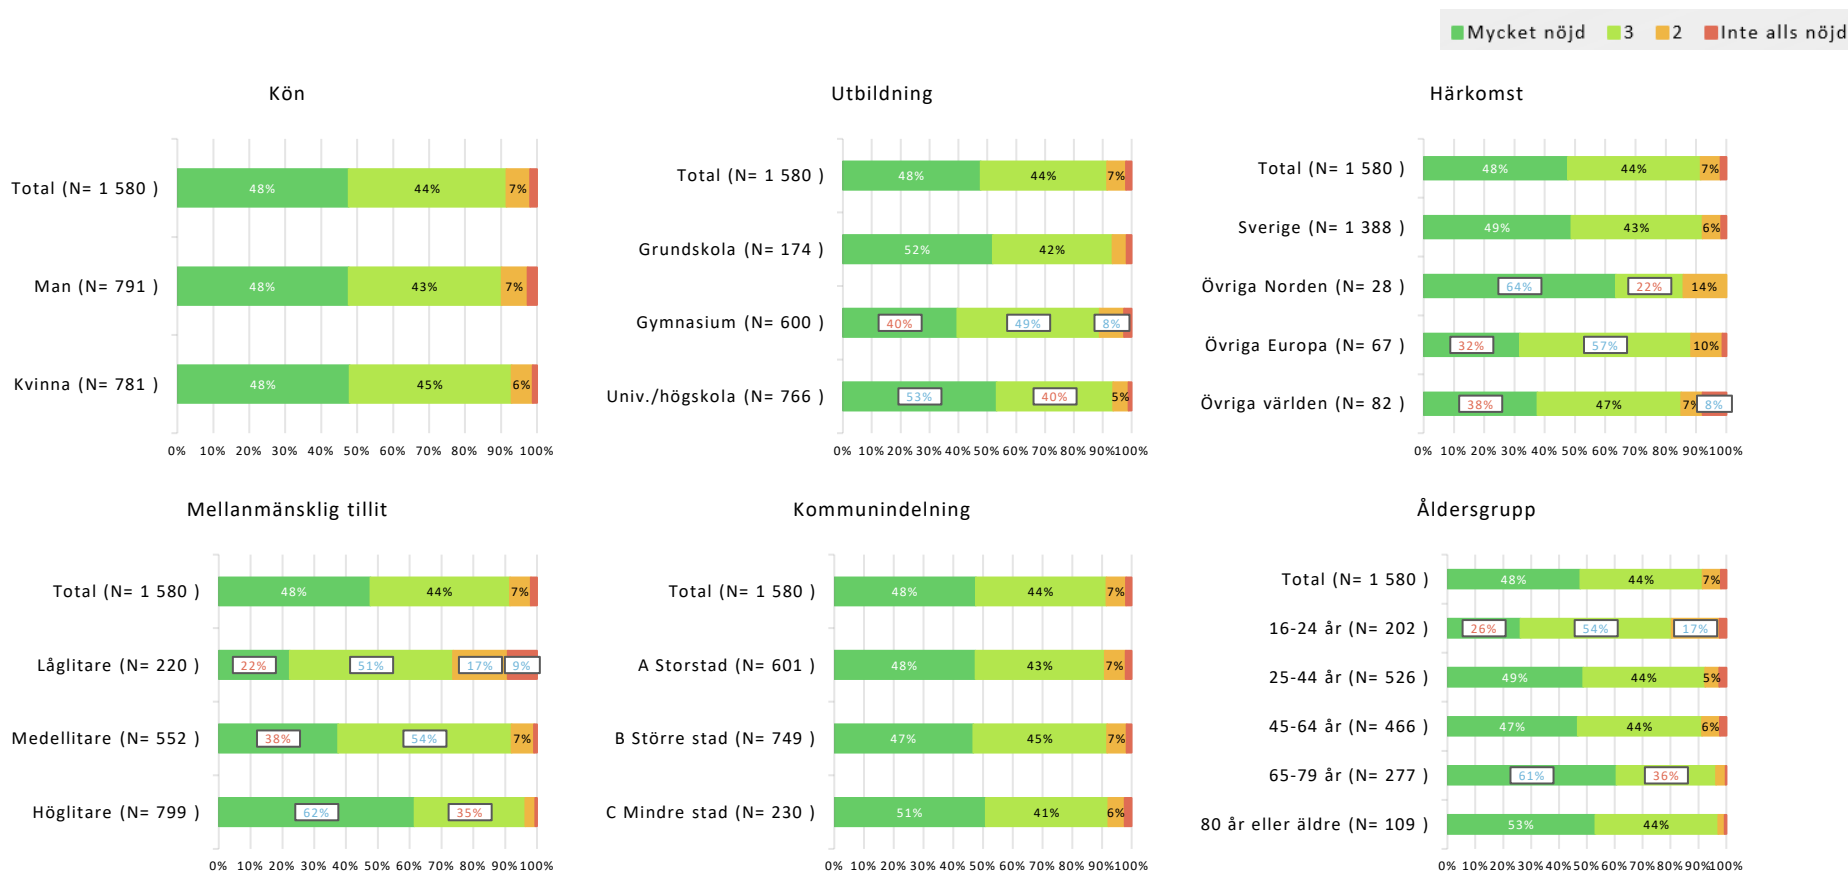 Mycket nöjd 3 2 Inte alls nöjd
Kön
Total (N= 1 580 ) 48% 44% 7%
Man (N= 791 ) 48% 43% 7%
Kvinna (N= 781 ) 48% 45% 6%
0% 10% 20% 30% 40% 50% 60% 70% 80% 90% 100%
Utbildning
Total (N= 1 580 ) 48% 44% 7%
Grundskola (N= 174 ) 52% 42%
Gymnasium (N= 600 ) 40% 49% 8%
Univ./högskola (N= 766 ) 53% 40% 5%
0% 10% 20% 30% 40% 50% 60% 70% 80% 90%100%
Härkomst
Total (N= 1 580 ) 48% 44% 7%
Sverige (N= 1 388 ) 49% 43% 6%
Övriga Norden (N= 28 ) 64% 22% 14%
Övriga Europa (N= 67 ) 32% 57% 10%
Övriga världen (N= 82 ) 38% 47% 7% 8%
0% 10% 20% 30% 40% 50% 60% 70% 80% 90%100%
Mellanmänsklig tillit
Total (N= 1 580 ) 48% 44% 7%
Låglitare (N= 220 ) 22% 51% 17% 9%
Medellitare (N= 552 ) 38% 54% 7%
Höglitare (N= 799 ) 62% 35%
0% 10% 20% 30% 40% 50% 60% 70% 80% 90%100%
Kommunindelning
Total (N= 1 580 ) 48% 44% 7%
A Storstad (N= 601 ) 48% 43% 7%
B Större stad (N= 749 ) 47% 45% 7%
C Mindre stad (N= 230 ) 51% 41% 6%
0% 10% 20% 30% 40% 50% 60% 70% 80% 90%100%
Åldersgrupp
Total (N= 1 580 ) 48% 44% 7%
16-24 år (N= 202 ) 26% 54% 17%
25-44 år (N= 526 ) 49% 44% 5%
45-64 år (N= 466 ) 47% 44% 6%
65-79 år (N= 277 ) 61% 36%
80 år eller äldre (N= 109 ) 53% 44%
0% 10% 20% 30% 40% 50% 60% 70% 80% 90%100%